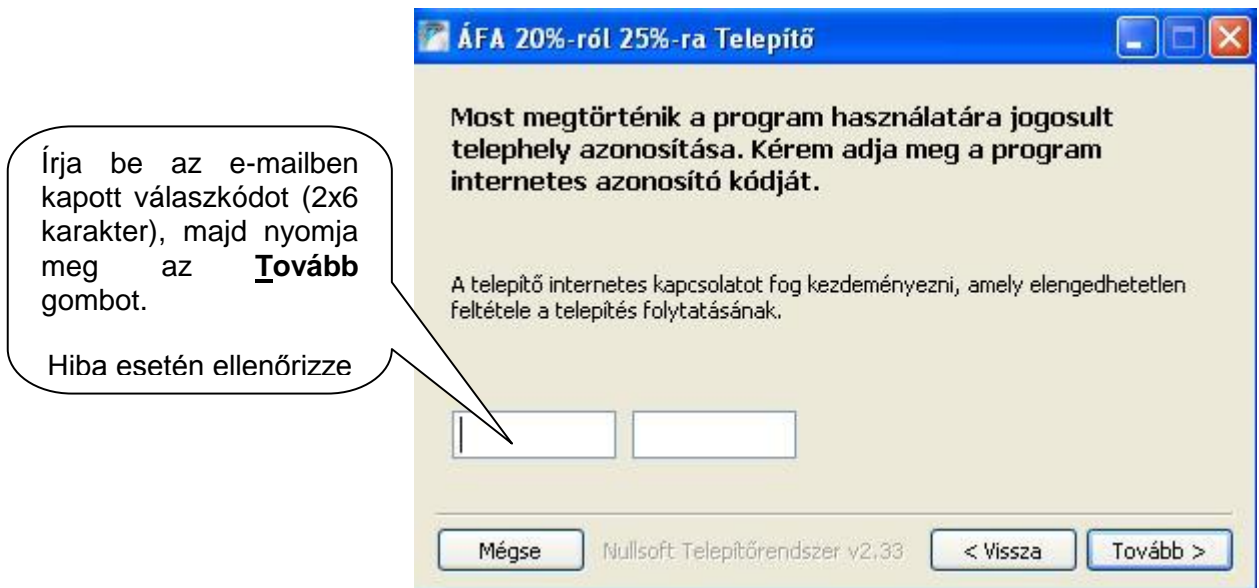 ÁFA 20%-ról 25%-ra Telepítő
Most megtörténik a program használatára jogosult
telephely azonosítása. Kérem adja meg a program
internetes azonosító kódját.
Írja be az e-mailben
kapott válaszkódot (2x6
karakter), majd nyomja
meg az Tovább
gombot.
Hiba esetén ellenőrizze
A telepítő internetes kapcsolatot fog kezdeményezni, amely elengedhetetlen
feltétele a telepítés folytatásának.
Mégse Nullsoft Telepítőrendszer v2.33 < Vissza Tovább >